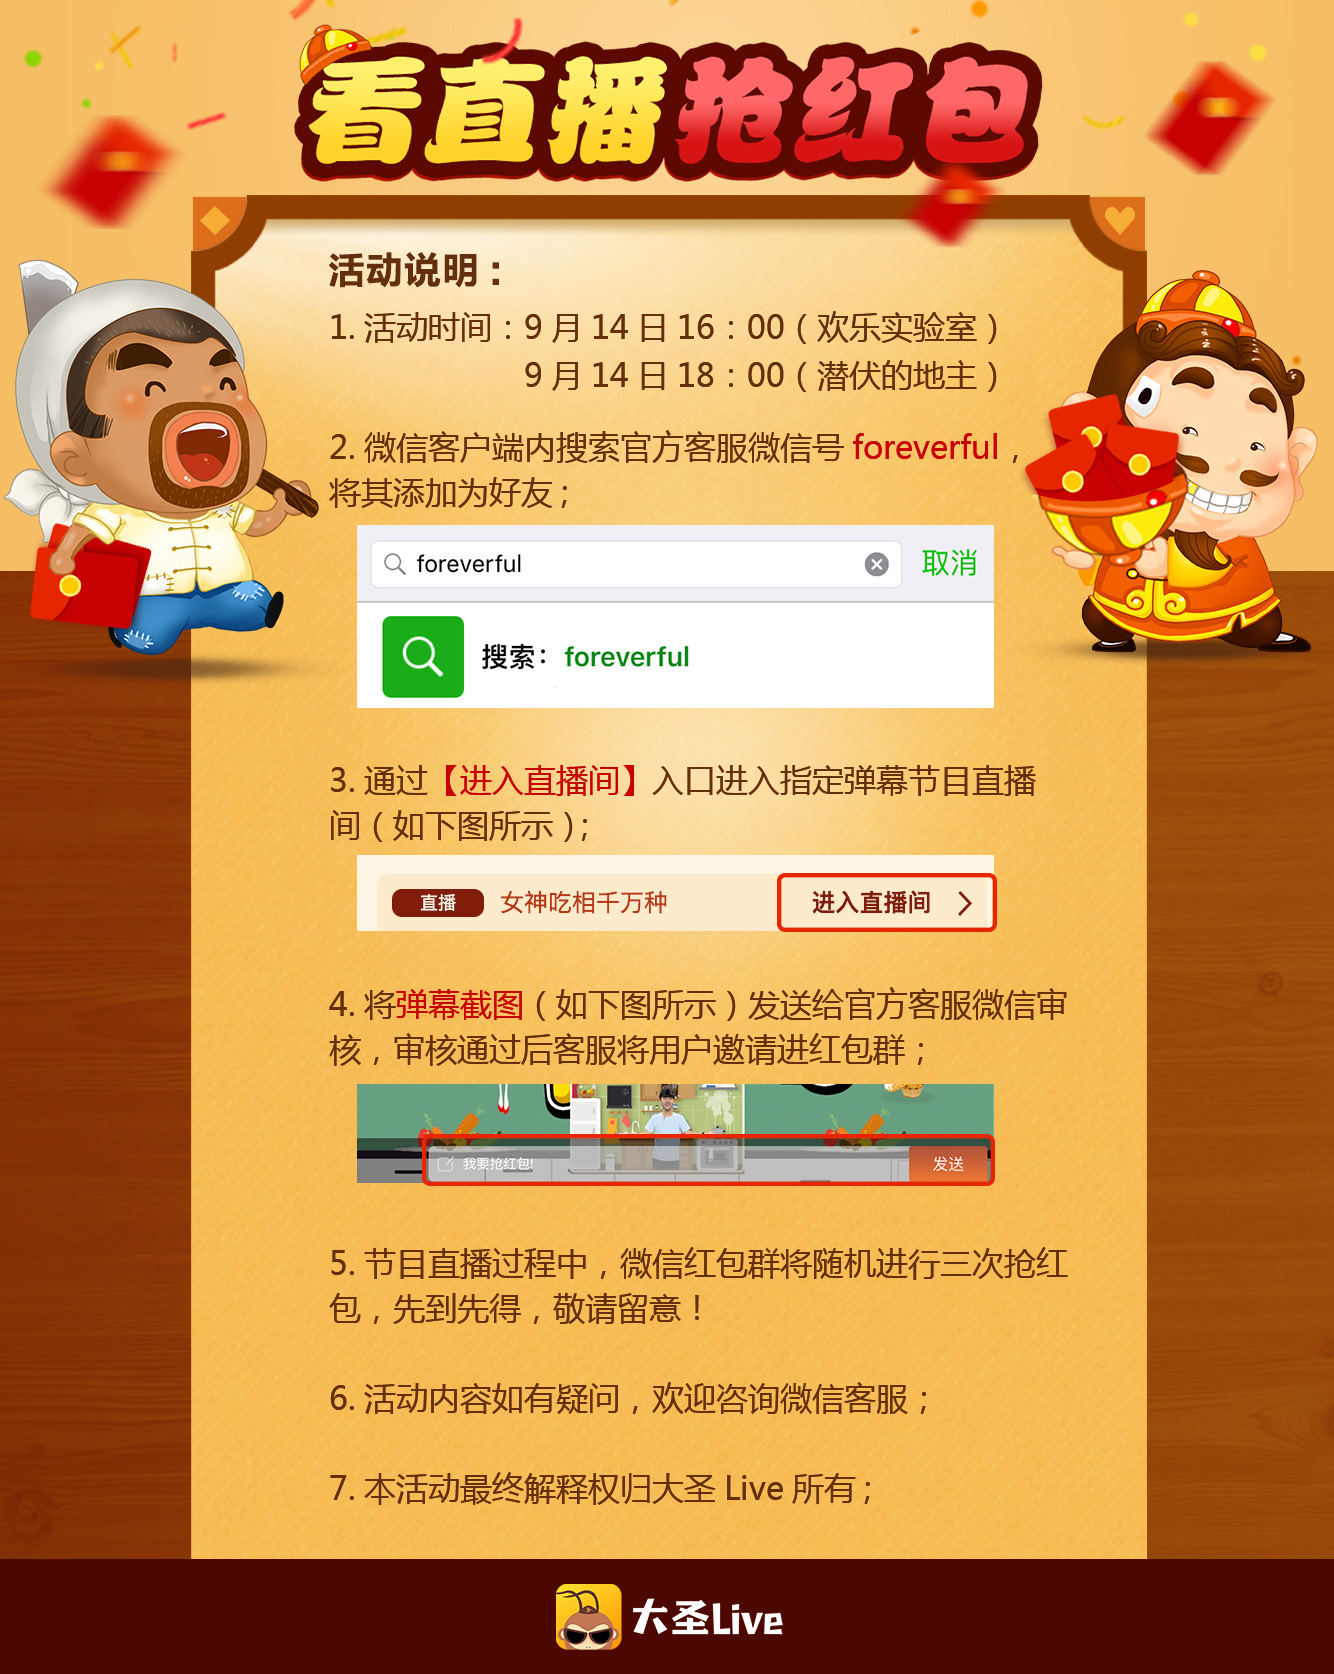 看直播抢红包
活动说明：
1. 活动时间：9 月 14 日 16：00（欢乐实验室）
9 月 14 日 18：00（潜伏的地主）
2. 微信客户端内搜索官方客服微信号 foreverful，
将其添加为好友；
foreverful
取消
搜索： foreverful
3. 通过【进入直播间】入口进入指定弹幕节目直播
间（如下图所示）；
直播 女神吃相千万种 进入直播间
4. 将弹幕截图（如下图所示）发送给官方客服微信审
核，审核通过后客服将用户邀请进红包群；
我要抢红包! 发送
5. 节目直播过程中，微信红包群将随机进行三次抢红
包，先到先得，敬请留意！
6. 活动内容如有疑问，欢迎咨询微信客服；
7. 本活动最终解释权归大圣 Live 所有；
大圣Live